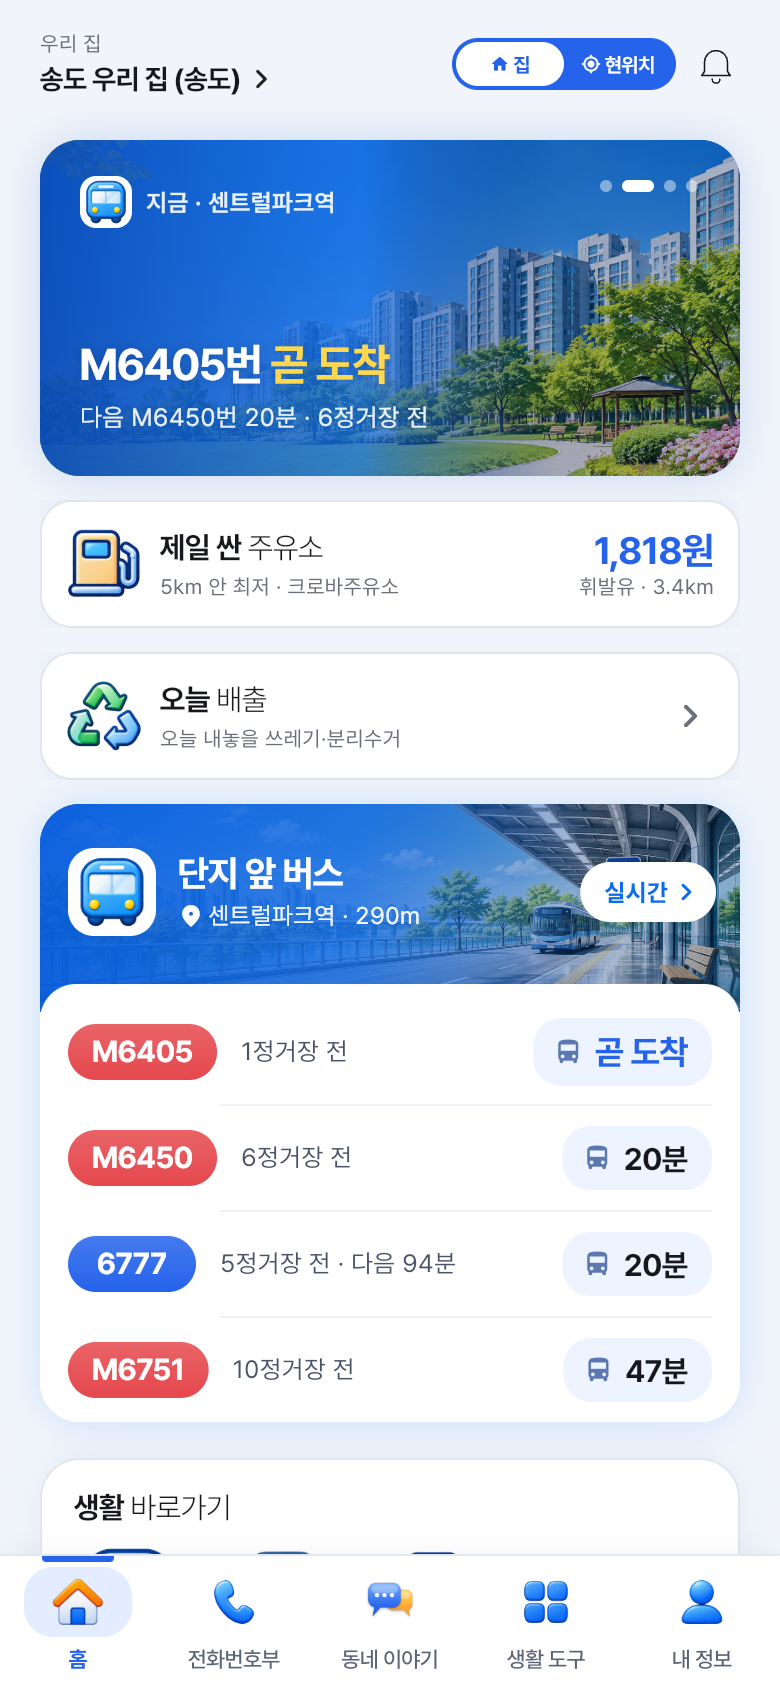 우리 집
송도 우리 집 (송도)
집
현위치
지금 · 센트럴파크역
M6405번 곧 도착
다음 M6450번 20분 · 6정거장 전
제일 싼 주유소
1,818원
5km 안 최저 · 크로바주유소
휘발유 · 3.4km
오늘 배출
오늘 내놓을 쓰레기·분리수거
단지 앞 버스
센트럴파크역 · 290m
실시간
M6405
1정거장 전
곧 도착
M6450
6정거장 전
20분
6777
5정거장 전 · 다음 94분
20분
M6751
10정거장 전
47분
생활 바로가기
홈
전화번호부
동네 이야기
생활 도구
내 정보